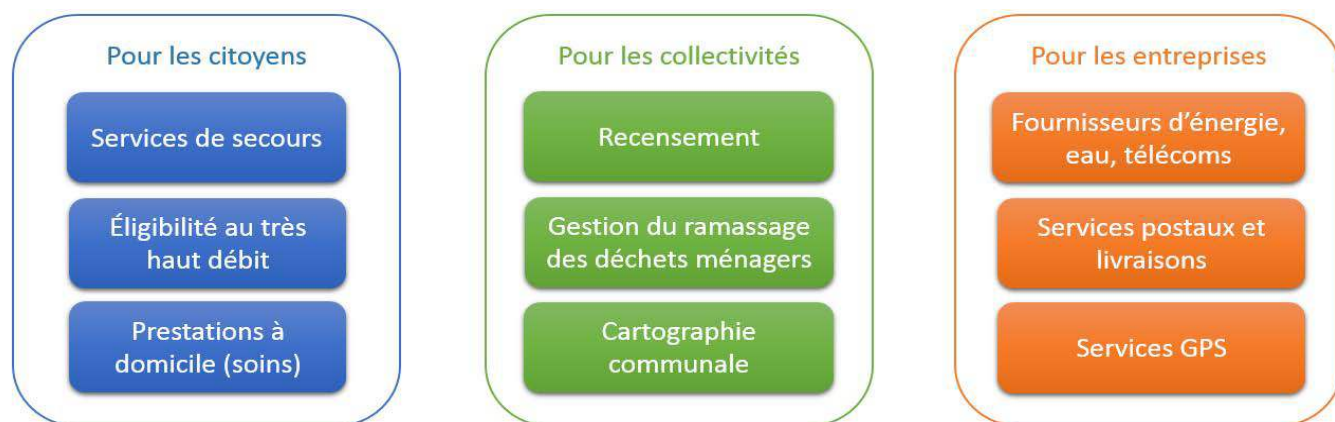 Pour les citoyens
Services de secours
Éligibilité au très
haut débit
Prestations à
domicile (soins)
Pour les collectivités
Recensement
Gestion du ramassage
des déchets ménagers
Cartographie
communale
Pour les entreprises
Fournisseurs d’énergie,
eau, télécoms
Services postaux et
livraisons
Services GPS